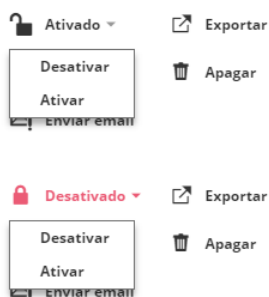 Ativado
Exportar
Desativar
Apagar
Ativar
Enviar email
Desativado
Exportar
Desativar
Apagar
Ativar
Enviar email